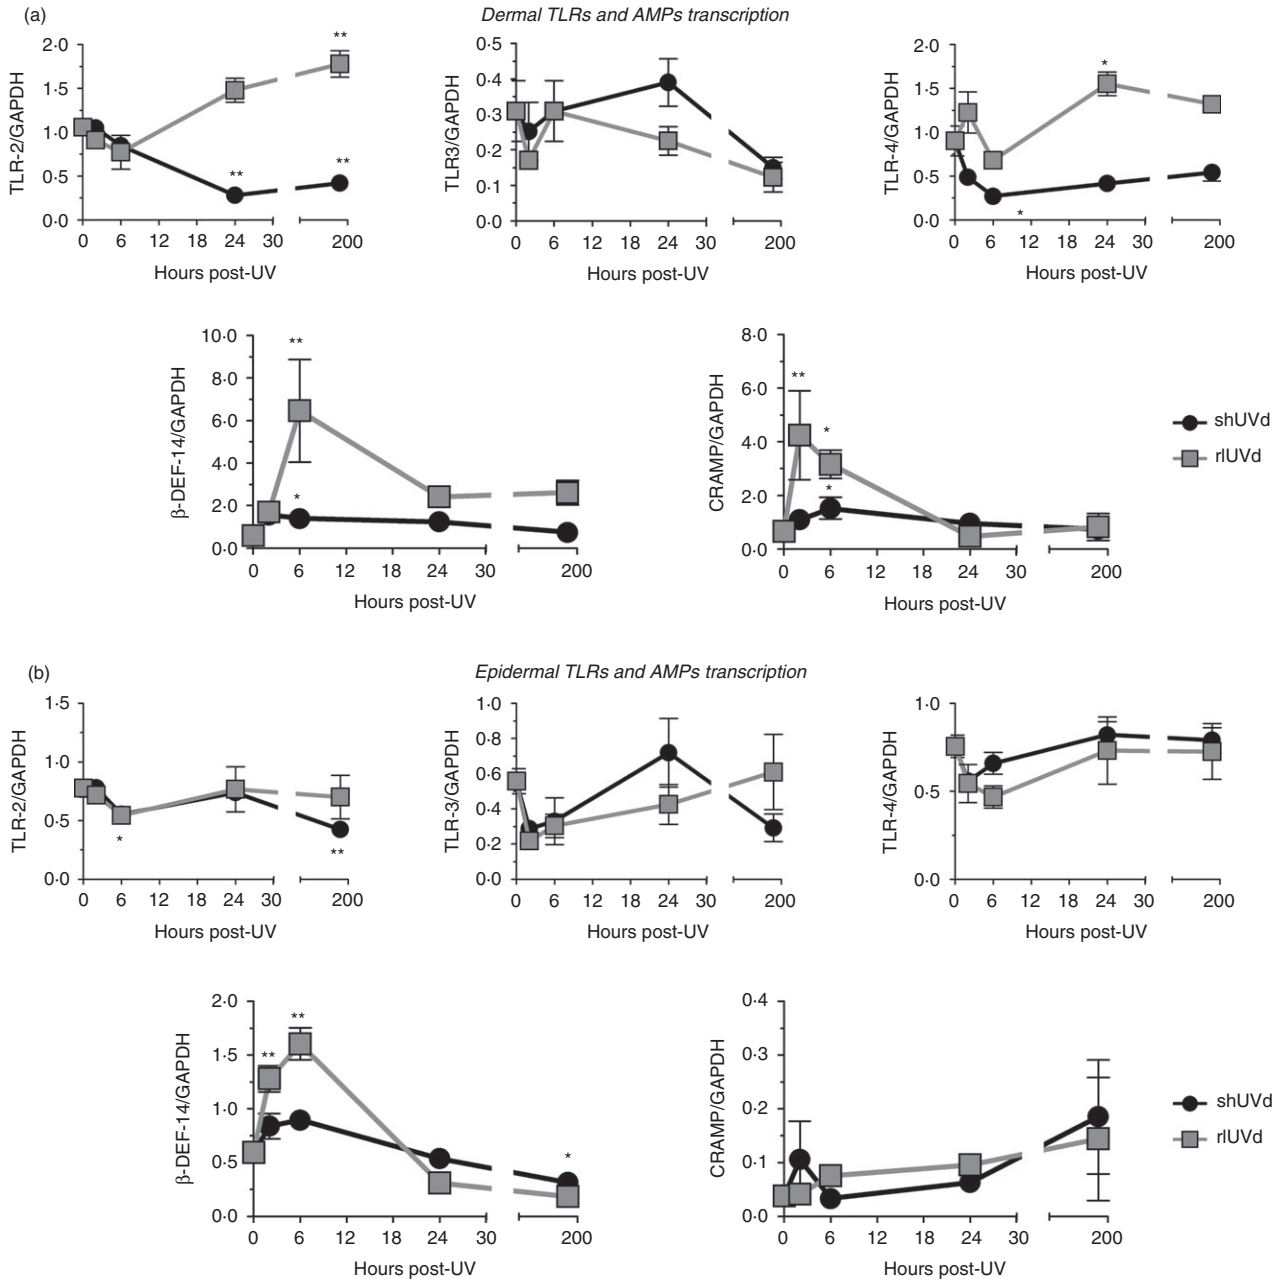 (a)
Dermal TLRs and AMPs transcription
TLR-2/GAPDH
2·0
1·5
1·0
0·5
0·0
**
**
**
0 6 12 18 24 30 200
Hours post-UV
TLR3/GAPDH
0·5
0·4
0·3
0·2
0·1
0·0
0 6 12 18 24 30 200
Hours post-UV
TLR-4/GAPDH
2·0
1·5
1·0
0·5
0·0
*
*
0 6 12 18 24 30 200
Hours post-UV
β-DEF-14/GAPDH
10·0
8·0
6·0
4·0
2·0
0·0
**
*
0 6 12 18 24 30 200
Hours post-UV
CRAMP/GAPDH
8·0
6·0
4·0
2·0
0·0
**
*
*
0 6 12 18 24 30 200
Hours post-UV
shUVd
rlUVd
(b)
Epidermal TLRs and AMPs transcription
TLR-2/GAPDH
1·5
1·0
0·5
0·0
*
**
0 6 12 18 24 30 200
Hours post-UV
TLR-3/GAPDH
1·0
0·8
0·6
0·4
0·2
0·0
0 6 12 18 24 30 200
Hours post-UV
TLR-4/GAPDH
1·0
0·5
0·0
0 6 12 18 24 30 200
Hours post-UV
β-DEF-14/GAPDH
2·0
1·5
1·0
0·5
0·0
**
**
*
0 6 12 18 24 30 200
Hours post-UV
CRAMP/GAPDH
0·4
0·3
0·2
0·1
0·0
0 6 12 18 24 30 200
Hours post-UV
shUVd
rlUVd